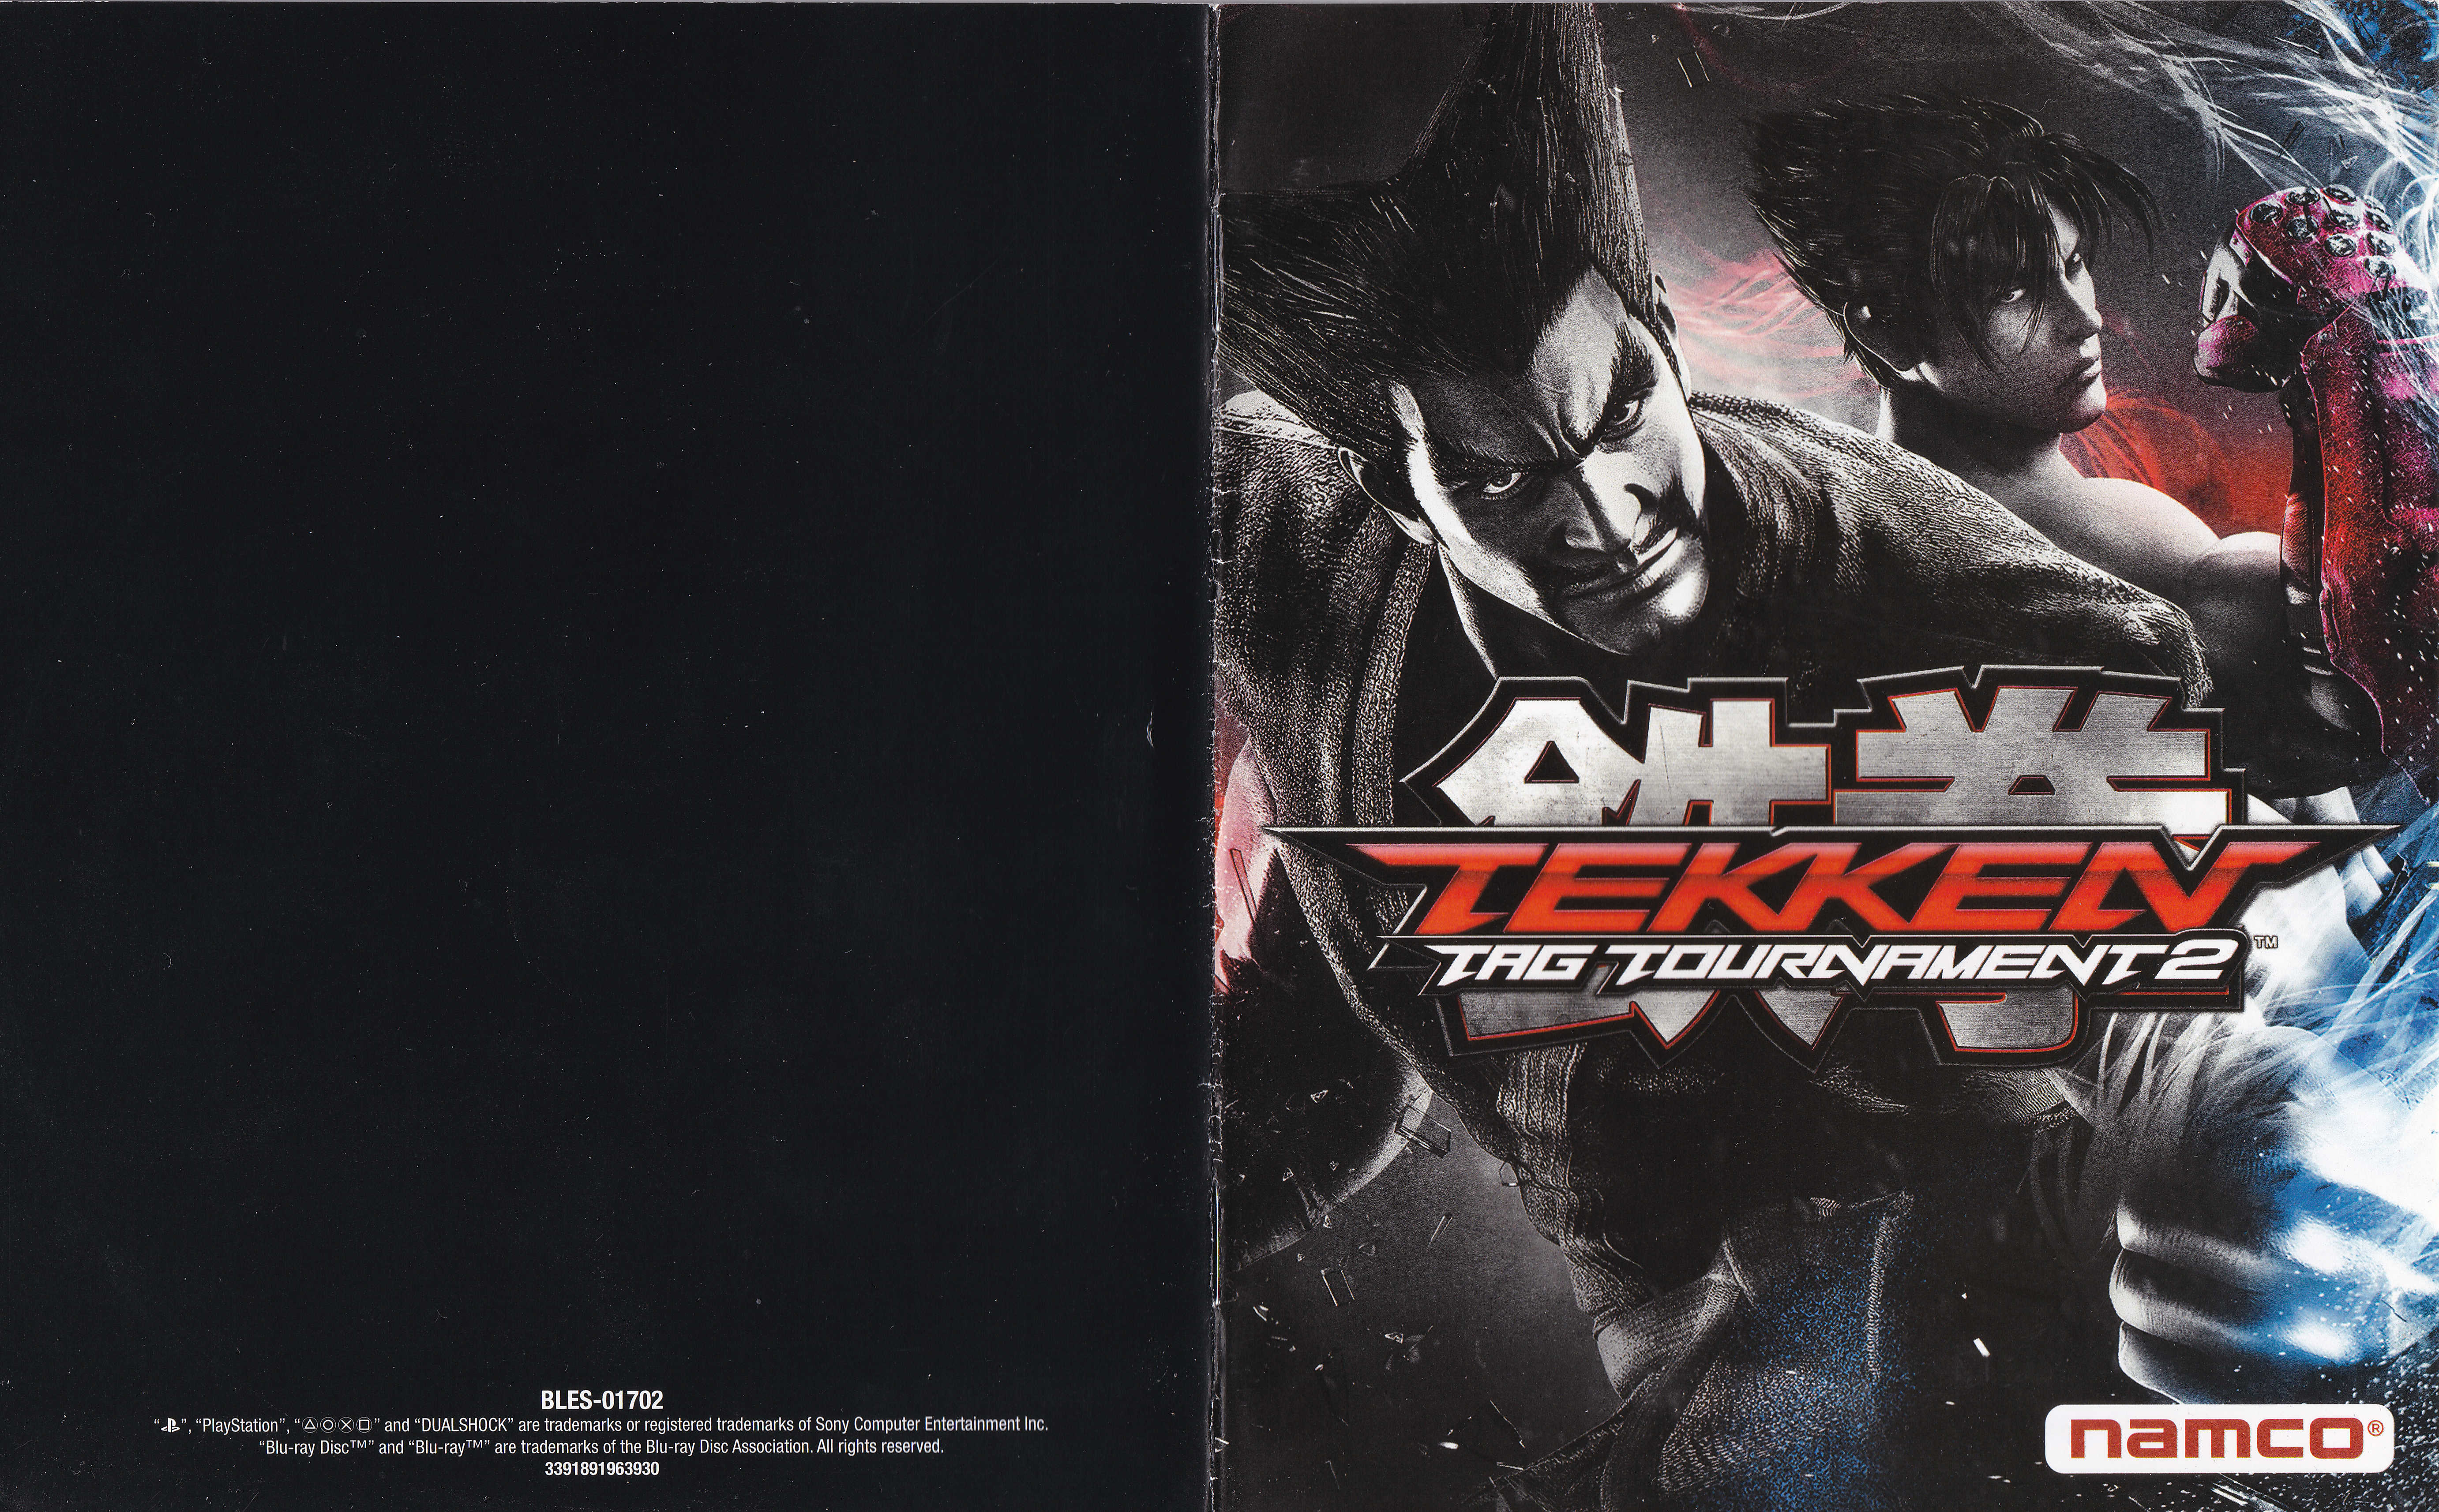 BLES-01702
“PlayStation”, “△○✕□” and “DUALSHOCK” are trademarks or registered trademarks of Sony Computer Entertainment Inc.
“Blu-ray Disc™” and “Blu-ray™” are trademarks of the Blu-ray Disc Association. All rights reserved.
3391891963930
鉄拳
TEKKEN
TAG TOURNAMENT 2™
namco®